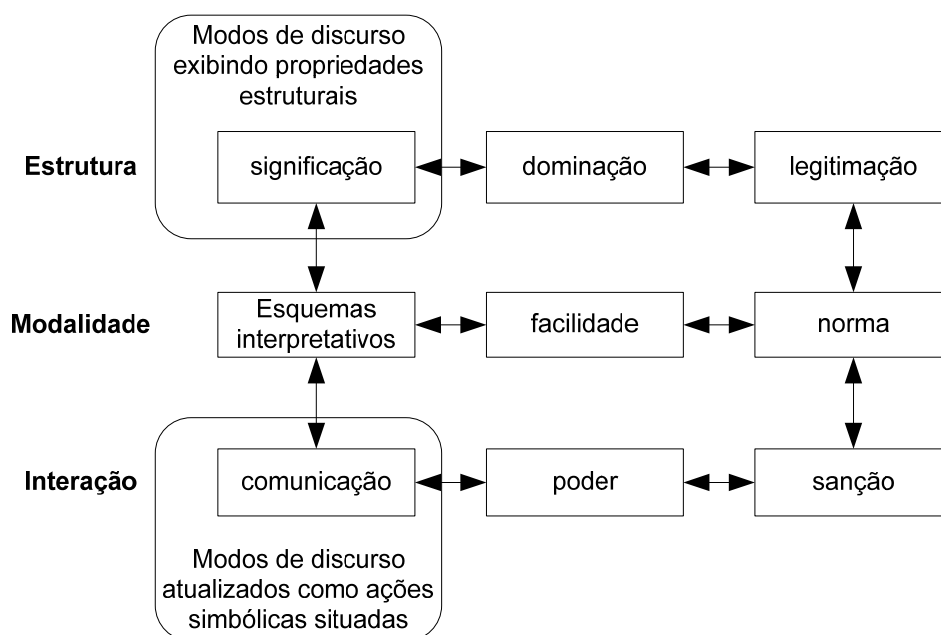 Modos de discurso
exibindo propriedades
estruturais
Estrutura
significação
dominação
legitimação
Modalidade
Esquemas
interpretativos
facilidade
norma
Interação
comunicação
poder
sanção
Modos de discurso
atualizados como ações
simbólicas situadas